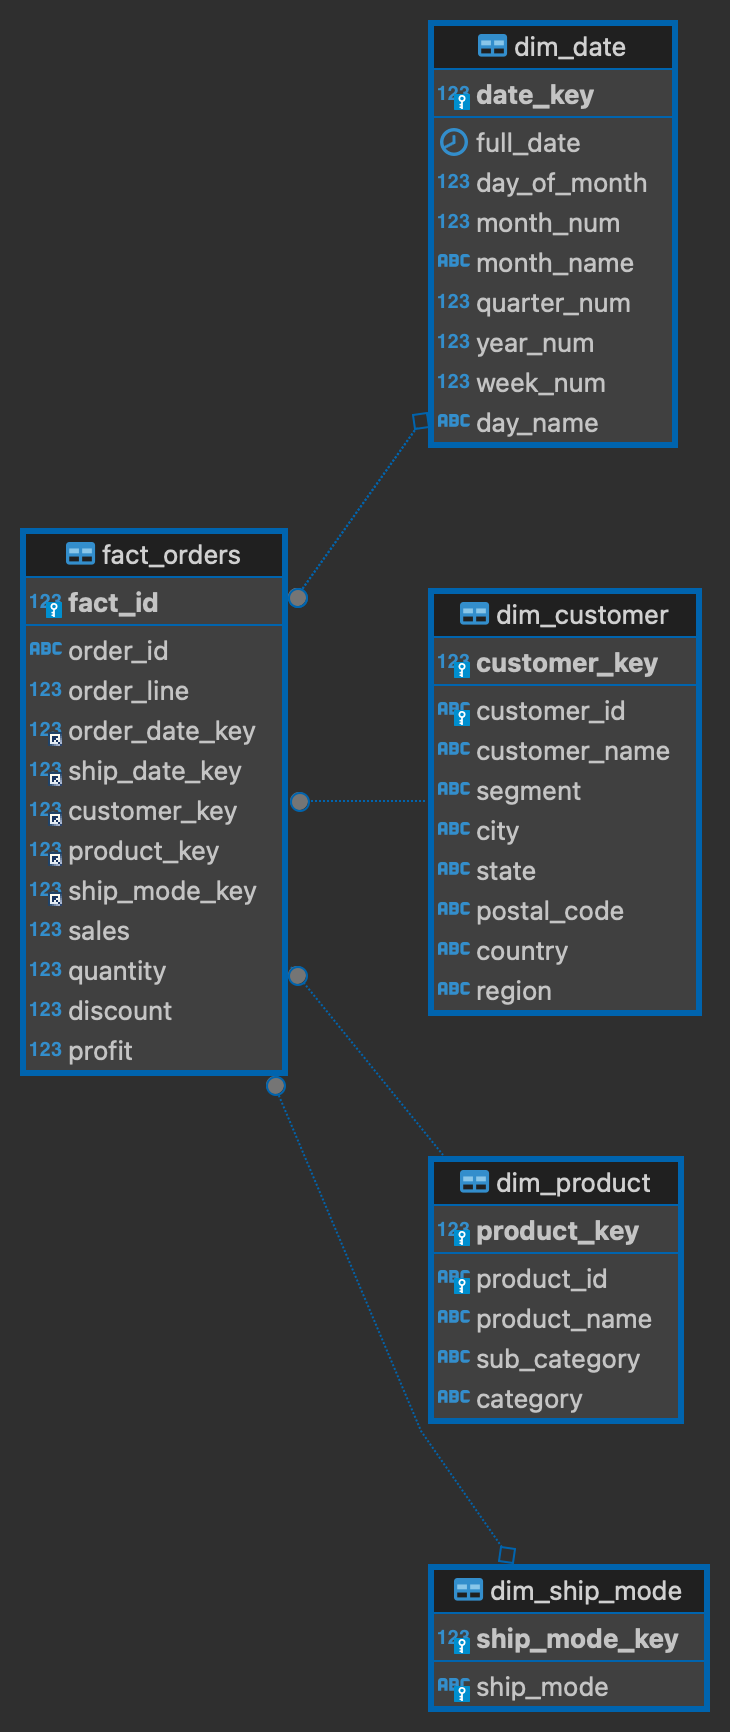 dim_date
123 date_key
full_date
123 day_of_month
123 month_num
ABC month_name
123 quarter_num
123 year_num
123 week_num
ABC day_name
fact_orders
123 fact_id
ABC order_id
123 order_line
123 order_date_key
123 ship_date_key
123 customer_key
123 product_key
123 ship_mode_key
123 sales
123 quantity
123 discount
123 profit
dim_customer
123 customer_key
ABC customer_id
ABC customer_name
ABC segment
ABC city
ABC state
ABC postal_code
ABC country
ABC region
dim_product
123 product_key
ABC product_id
ABC product_name
ABC sub_category
ABC category
dim_ship_mode
123 ship_mode_key
ABC ship_mode